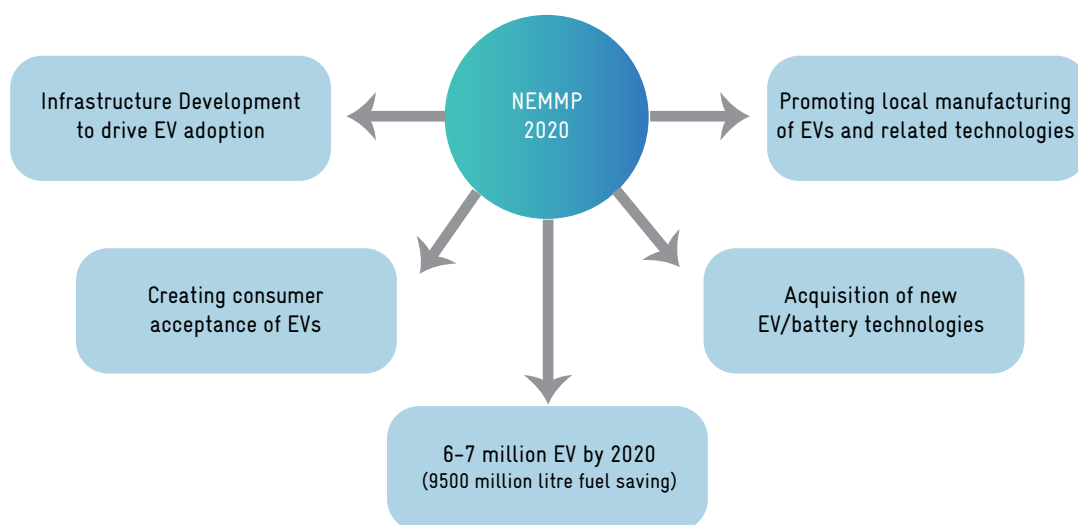 NEMMP
2020
Infrastructure Development
to drive EV adoption
Promoting local manufacturing
of EVs and related technologies
Creating consumer
acceptance of EVs
Acquisition of new
EV/battery technologies
6–7 million EV by 2020
(9500 million litre fuel saving)